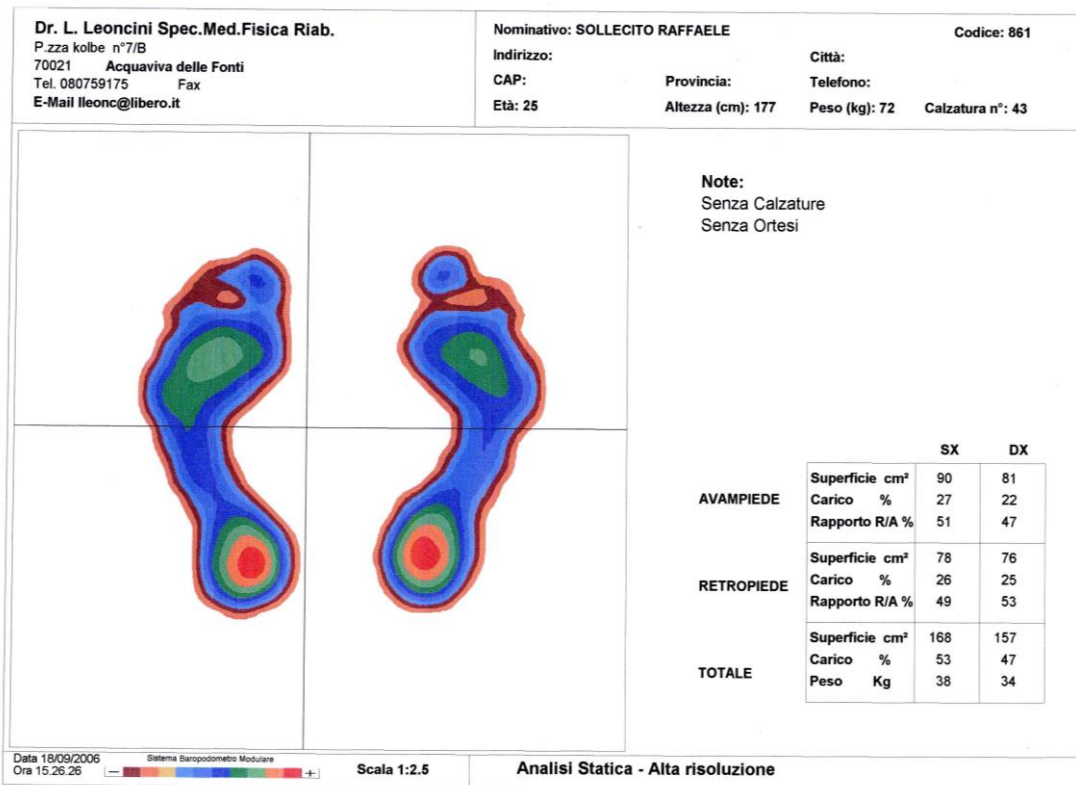 Dr. L. Leoncini Spec.Med.Fisica Riab.
P.zza kolbe n°7/B
70021 Acquaviva delle Fonti
Tel. 080759175 Fax
E-Mail lleonc@libero.it
Nominativo: SOLLECITO RAFFAELE Codice: 861
Indirizzo: Città:
CAP: Provincia: Telefono:
Età: 25 Altezza (cm): 177 Peso (kg): 72 Calzatura n°: 43
Note:
Senza Calzature
Senza Ortesi
SX DX
AVAMPIEDE
Superficie cm² 90 81
Carico % 27 22
Rapporto R/A % 51 47
RETROPIEDE
Superficie cm² 78 76
Carico % 26 25
Rapporto R/A % 49 53
TOTALE
Superficie cm² 168 157
Carico % 53 47
Peso Kg 38 34
Data 18/09/2006
Ora 15.26.26
Sistema Baropodometro Modulare
- +
Scala 1:2.5
Analisi Statica - Alta risoluzione